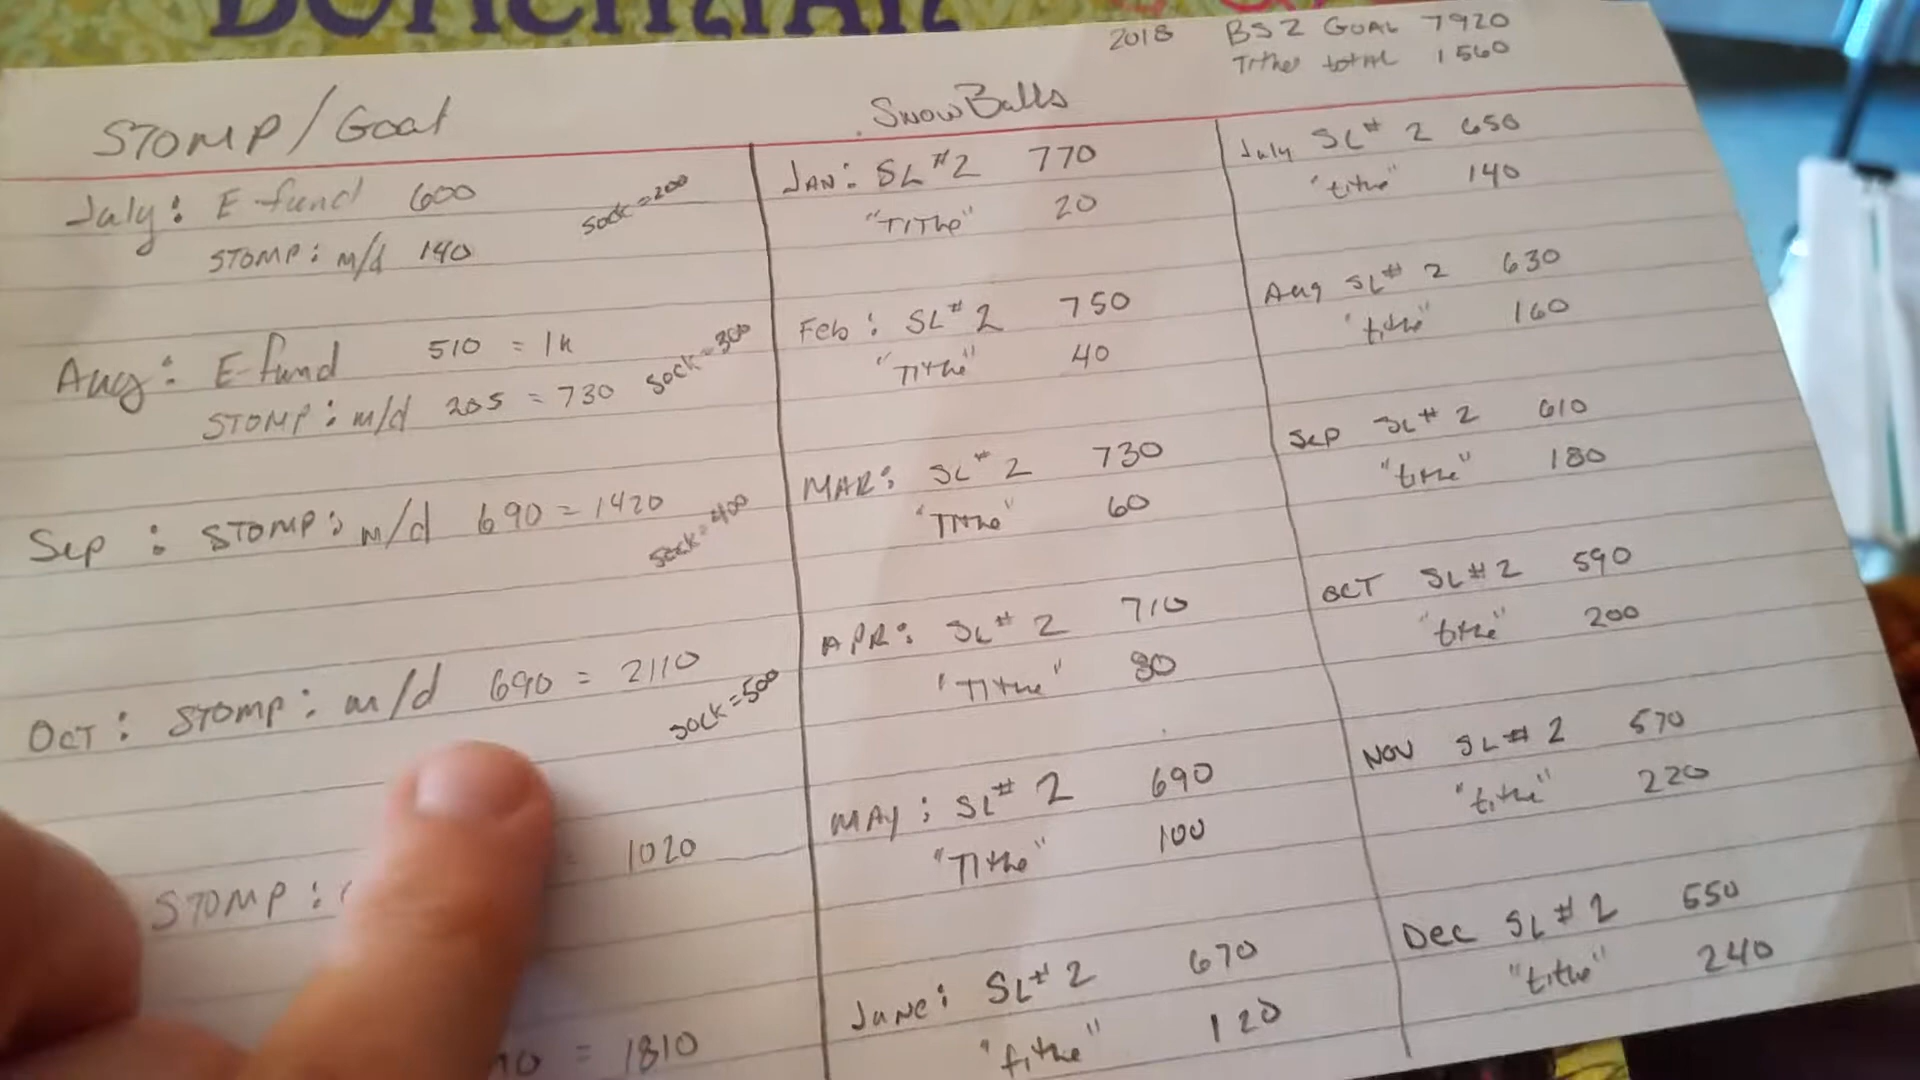 2018 BS2 GOAL 7920
Tithe total 1560
STOMP/Goal
SnowBalls
July: E-fund 600
STOMP: m/d 140
sock=200
Aug: E-fund 510 = 1k
STOMP: m/d 205 = 730
sock=300
Sep: STOMP: m/d 690 = 1420
sock=400
Oct: STOMP: m/d 690 = 2110
sock=500
1020
STOMP:
= 1810
JAN: SL #2 770
"Tithe" 20
Feb: SL #2 750
"Tithe" 40
MAR: SL #2 730
"Tithe" 60
APR: SL #2 710
"Tithe" 80
MAY: SL #2 690
"Tithe" 100
June: SL #2 670
"tithe" 120
July SL #2 650
"tithe" 140
Aug SL #2 630
"tithe" 160
Sep SL #2 610
"tithe" 180
OCT SL #2 590
"tithe" 200
NOV SL #2 570
"tithe" 220
Dec SL #2 550
"tithe" 240